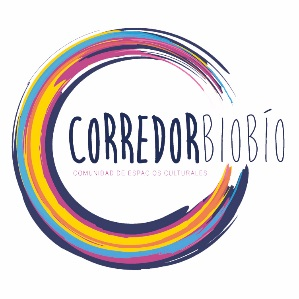 CORREDORBIOBÍO
COMUNIDAD DE ESPACIOS CULTURALES